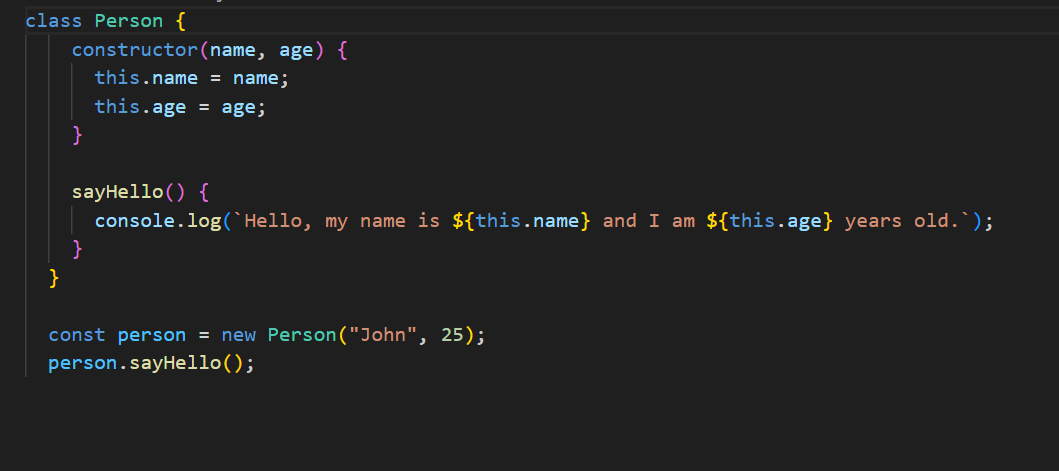 class Person {
    constructor(name, age) {
      this.name = name;
      this.age = age;
    }

    sayHello() {
      console.log(`Hello, my name is ${this.name} and I am ${this.age} years old.`);
    }
  }

  const person = new Person("John", 25);
  person.sayHello();